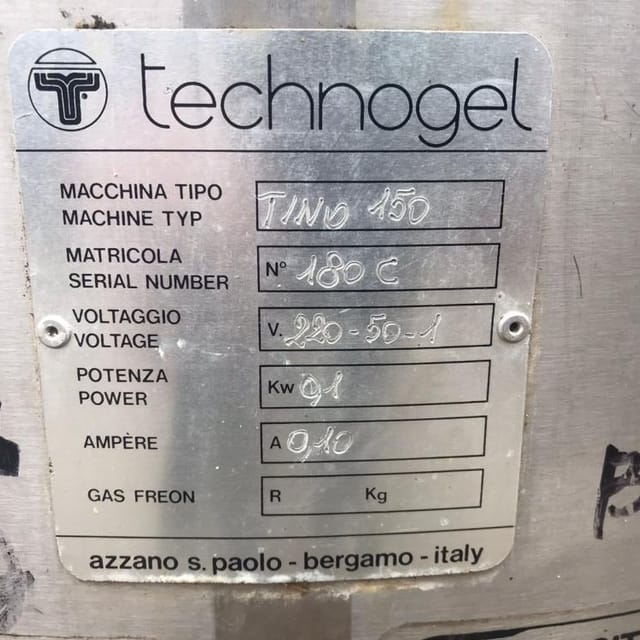 technogel
MACCHINA TIPO
MACHINE TYP
TINO 150
MATRICOLA
SERIAL NUMBER
N° 180 C
VOLTAGGIO
VOLTAGE
V. 220-50-1
POTENZA
POWER
Kw 0,1
AMPÈRE
A 0,10
GAS FREON
R Kg
azzano s. paolo - bergamo - italy